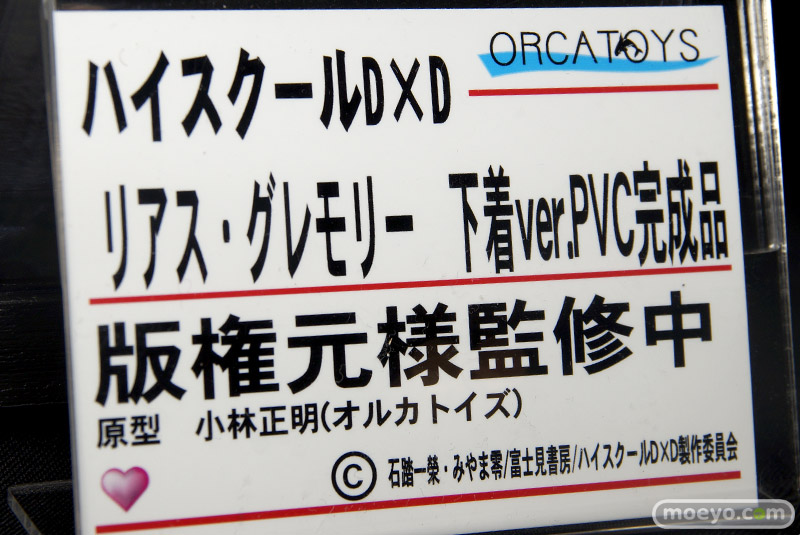 ORCATOYS
ハイスクールD×D
リアス・グレモリー　下着ver.PVC完成品
版権元様監修中
原型　小林正明(オルカトイズ)
©石踏一榮・みやま零/富士見書房/ハイスクールD×D製作委員会
moeyo.com